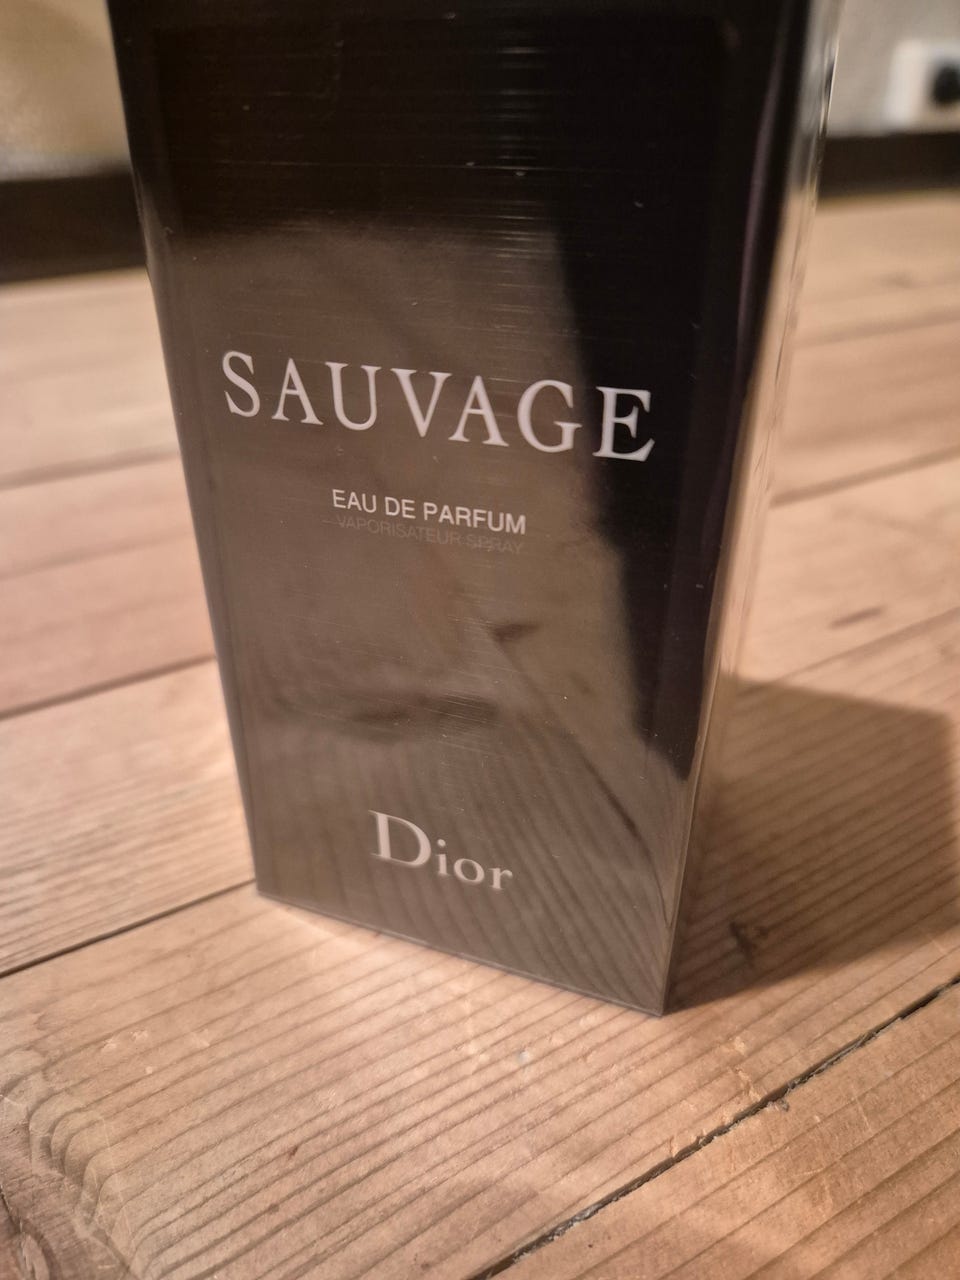 SAUVAGE
EAU DE PARFUM
VAPORISATEUR SPRAY
Dior